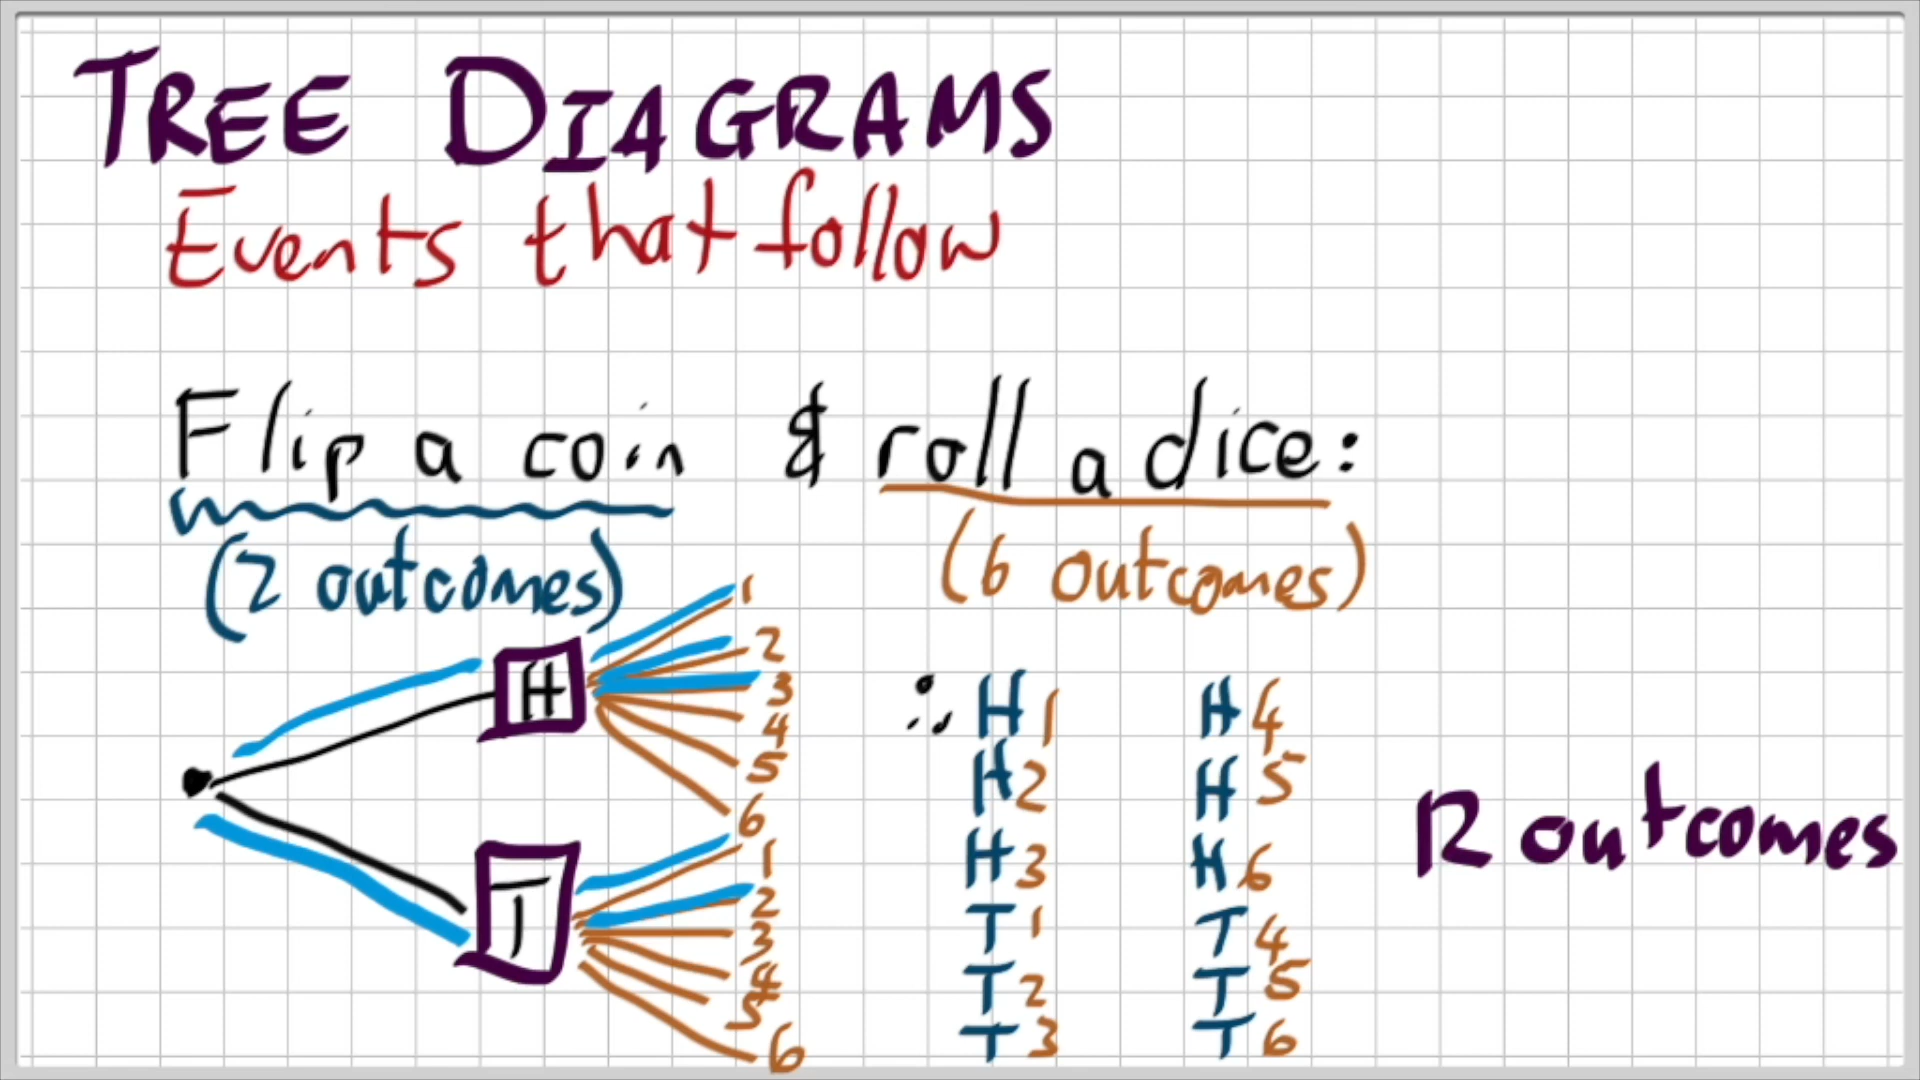 TREE DIAGRAMS
Events that follow
Flip a coin & roll a dice:
(2 outcomes)
(6 outcomes)
H
1
2
3
4
5
6
T
1
2
3
4
5
6
∴ H1 H4
H2 H5
H3 H6
T1 T4
T2 T5
T3 T6
12 outcomes